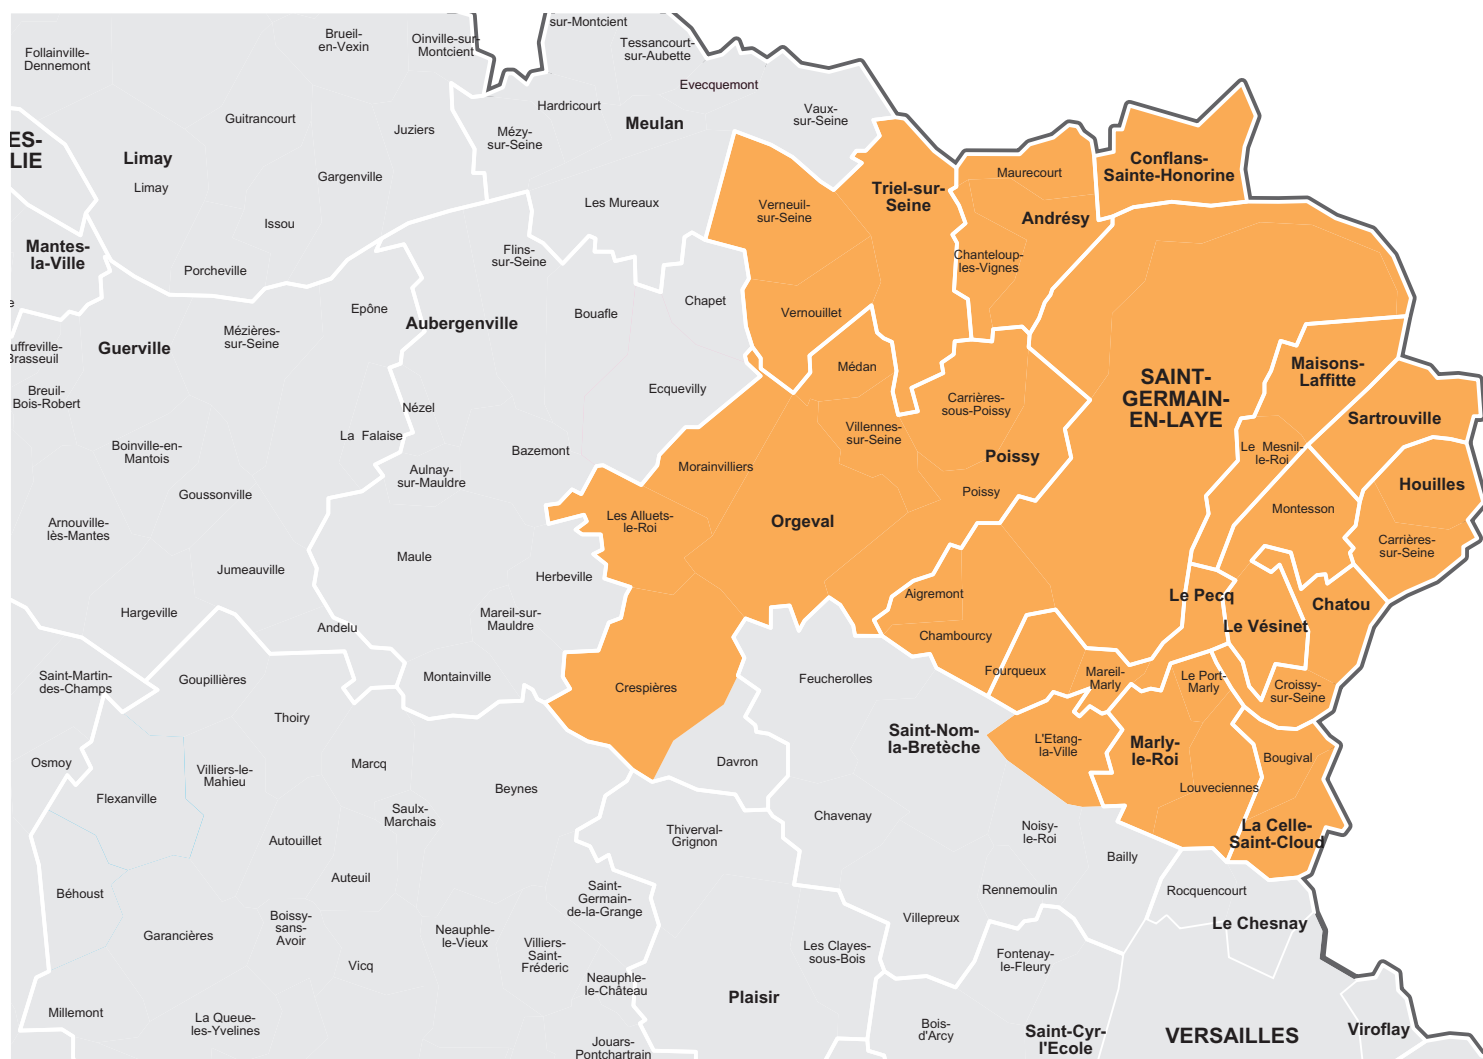 sur-Montcient
Brueil-
en-Vexin
Oinville-sur-
Montcient
Tessancourt-
sur-Aubette
Follainville-
Dennemont
Evecquemont
Hardricourt
Vaux-
sur-Seine
Guitrancourt
Juziers
Mézy-
sur-Seine
Meulan
ES-
LIE
Limay
Limay
Gargenville
Les Mureaux
Issou
Verneuil-
sur-Seine
Triel-sur-
Seine
Maurecourt
Andrésy
Conflans-
Sainte-Honorine
Mantes-
la-Ville
Porcheville
Flins-
sur-Seine
Chanteloup-
les-Vignes
Epône
Aubergenville
Bouafle
Chapet
Vernouillet
Guerville
Mézières-
sur-Seine
uffreville-
Brasseuil
Breuil-
Bois-Robert
Nézel
Ecquevilly
Médan
Carrières-
sous-Poissy
SAINT-
GERMAIN-
EN-LAYE
Maisons-
Laffitte
Sartrouville
La Falaise
Boinville-en-
Mantois
Bazemont
Villennes-
sur-Seine
Morainvilliers
Poissy
Poissy
Le Mesnil-
le-Roi
Houilles
Aulnay-
sur-Mauldre
Goussonville
Les Alluets-
le-Roi
Orgeval
Montesson
Arnouville-
lès-Mantes
Carrières-
sur-Seine
Maule
Jumeauville
Herbeville
Aigremont
Le Pecq
Chatou
Hargeville
Andelu
Mareil-sur-
Mauldre
Le Vésinet
Chambourcy
Saint-Martin-
des-Champs
Goupillières
Montainville
Crespières
Feucherolles
Fourqueux
Mareil-
Marly
Le Port-
Marly
Croissy-
sur-Seine
Thoiry
Saint-Nom-
la-Bretèche
L'Etang-
la-Ville
Marly-
le-Roi
Bougival
Osmoy
Villiers-le-
Mahieu
Marcq
Davron
Louveciennes
Flexanville
Beynes
Saulx-
Marchais
Chavenay
Noisy-
le-Roi
La Celle-
Saint-Cloud
Autouillet
Thiverval-
Grignon
Bailly
Béhoust
Auteuil
Saint-
Germain-
de-la-Grange
Rennemoulin
Rocquencourt
Boissy-
sans-
Avoir
Villepreux
Le Chesnay
Garancières
Neauphle-
le-Vieux
Villiers-
Saint-
Fréderic
Les Clayes-
sous-Bois
Fontenay-
le-Fleury
Vicq
Neauphle-
le-Château
Plaisir
Millemont
La Queue-
les-Yvelines
Bois-
d'Arcy
Saint-Cyr-
l'Ecole
VERSAILLES
Viroflay
Jouars-
Pontchartrain